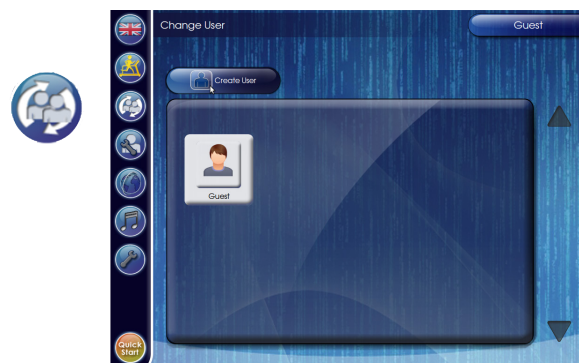 Change User
Guest
Create User
Guest
Quick
Start